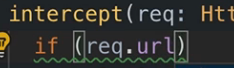 intercept(req: Htt
if (req.url)